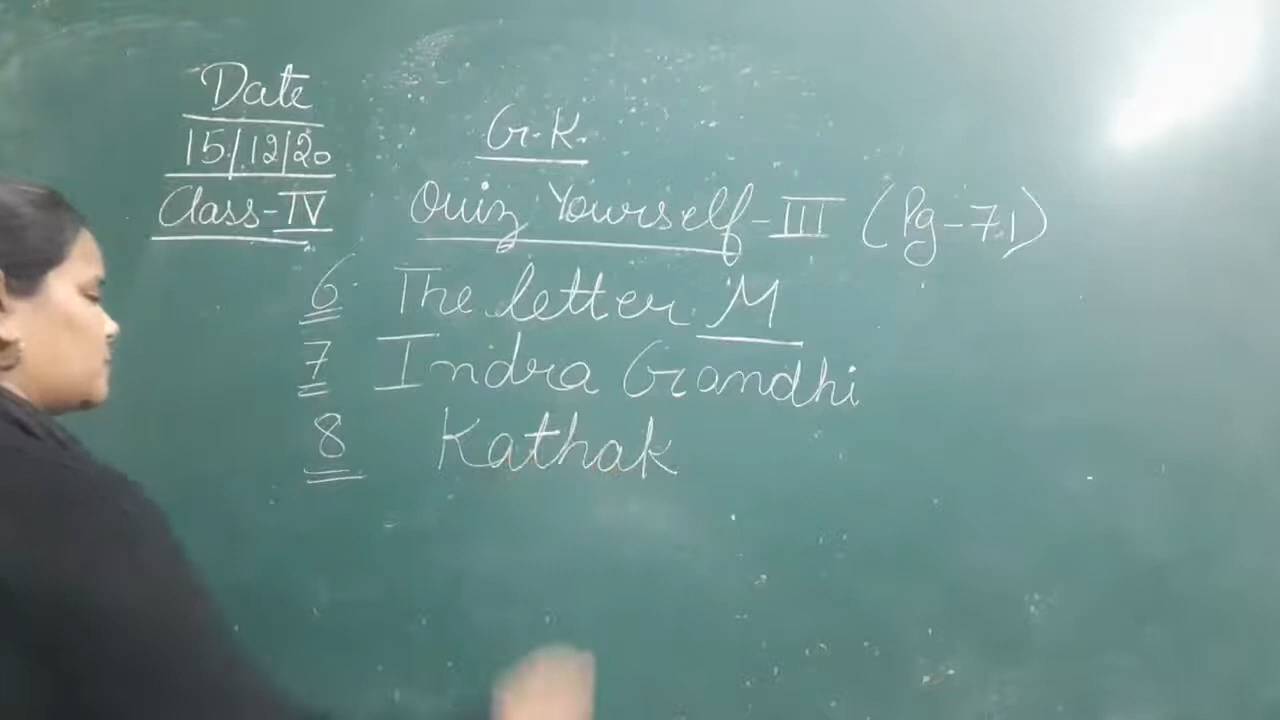 Date
15/12/20
Class-IV
G.K.
Quiz Yourself-III (Pg-71)
6. The letter M
7 Indra Gandhi
8 Kathak